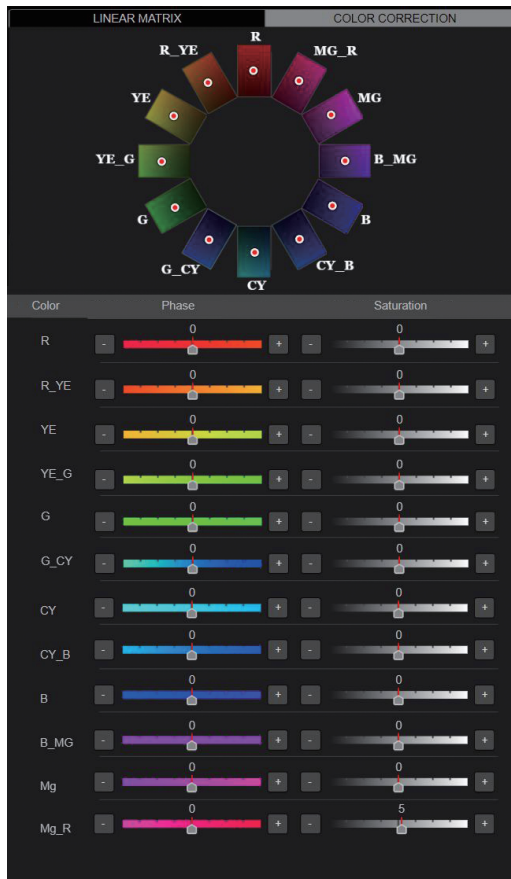 LINEAR MATRIX COLOR CORRECTION
R
R_YE MG_R
YE MG
YE_G B_MG
G B
G_CY CY_B
CY
Color Phase Saturation
0 0
R - + - +
0 0
R_YE - + - +
0 0
YE - + - +
0 0
YE_G - + - +
0 0
G - + - +
0 0
G_CY - + - +
0 0
CY - + - +
0 0
CY_B - + - +
0 0
B - + - +
0 0
B_MG - + - +
0 0
Mg - + - +
0 5
Mg_R - + - +